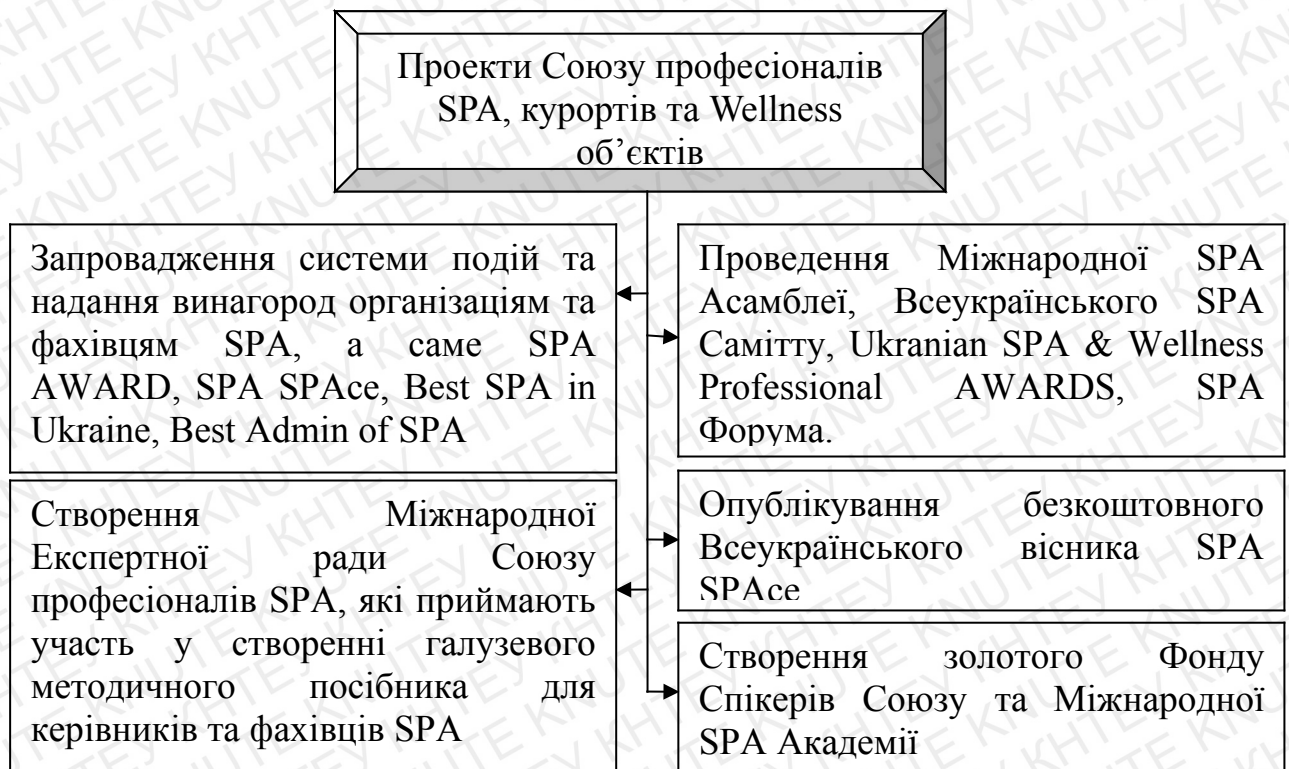 Проекти Союзу професіоналів
SPA, курортів та Wellness
об’єктів
Запровадження системи подій та
надання винагород організаціям та
фахівцям SPA, а саме SPA
AWARD, SPA SPAce, Best SPA in
Ukraine, Best Admin of SPA
Проведення Міжнародної SPA
Асамблеї, Всеукраїнського SPA
Самітту, Ukranian SPA & Wellness
Professional AWARDS, SPA
Форума.
Створення Міжнародної
Експертної ради Союзу
професіоналів SPA, які приймають
участь у створенні галузевого
методичного посібника для
керівників та фахівців SPA
Опублікування безкоштовного
Всеукраїнського вісника SPA
SPAce
Створення золотого Фонду
Спікерів Союзу та Міжнародної
SPA Академії